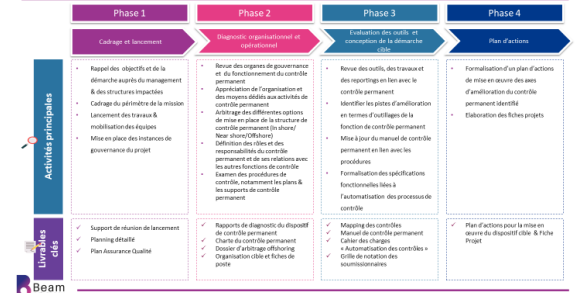 Phase 1
Phase 2
Phase 3
Phase 4
Cadrage et lancement
Diagnostic organisationnel et
opérationnel
Evaluation des outils et
conception de la démarche
cible
Plan d'actions
Activités principales
• Rappel des objectifs et de la
démarche auprès du management
& des structures impactées
• Cadrage du périmètre de la mission
• Lancement des travaux &
mobilisation des équipes
• Mise en place des instances de
gouvernance du projet
• Revue des organes de gouvernance
et du fonctionnement du contrôle
permanent
• Appréciation de l'organisation et
des moyens dédiés aux activités de
contrôle permanent
• Arbitrage des différentes options
de mise en place de la structure de
contrôle permanent (In shore/
Near shore/Offshore)
• Définition des rôles et des
responsabilités du contrôle
permanent et de ses relations avec
les autres fonctions de contrôle
• Examen des procédures de
contrôle, notamment les plans &
les supports de contrôle
permanent
• Revue des outils, des travaux et
des reportings en lien avec le
contrôle permanent
• Identifier les pistes d'amélioration
en termes d'outillages de la
fonction de contrôle permanent
• Mise à jour du manuel de contrôle
permanent en lien avec les
procédures
• Formalisation des spécifications
fonctionnelles liées à
l'automatisation des processus de
contrôle
• Formalisation d'un plan d'actions
de mise en œuvre des axes
d'amélioration du contrôle
permanent identifié
• Elaboration des fiches projets
Livrables
clés
✓ Support de réunion de lancement
✓ Planning détaillé
✓ Plan Assurance Qualité
✓ Rapports de diagnostic du dispositif
de contrôle permanent
✓ Charte du contrôle permanent
✓ Dossier d'arbitrage offshoring
✓ Organisation cible et fiches de
poste
✓ Mapping des contrôles
✓ Manuel de contrôle permanent
✓ Cahier des charges
« Automatisation des contrôles »
✓ Grille de notation des
soumissionnaires
✓ Plan d'actions pour la mise en
œuvre du dispositif cible & Fiche
Projet
Beam